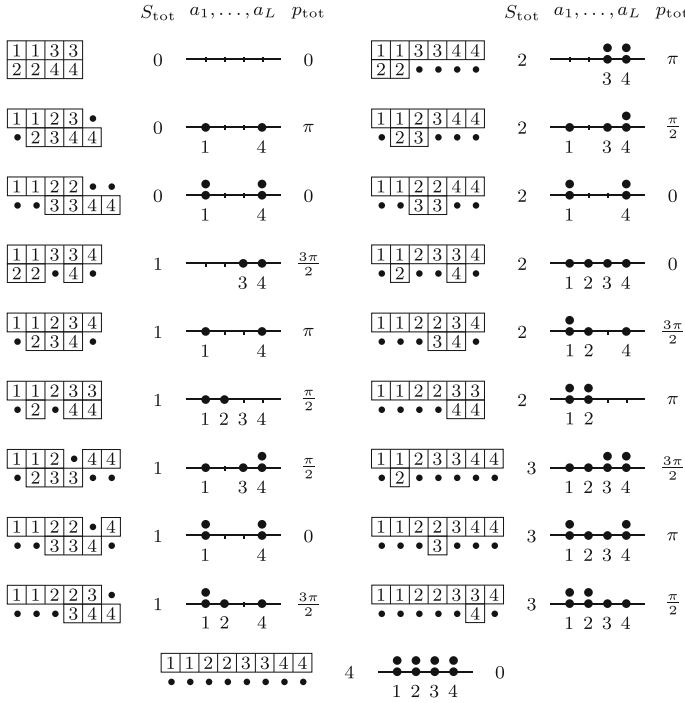 S_tot a_1, ..., a_L p_tot S_tot a_1, ..., a_L p_tot
1 1 3 3 1 1 3 3 4 4
2 2 4 4 0 0 2 2 • • • • 2 3 4 π
1 1 2 3 • 1 1 2 3 4 4
• 2 3 4 4 0 1 4 π • 2 3 • • • 2 1 3 4 π/2
1 1 2 2 • • 1 1 2 2 4 4
• • 3 3 4 4 0 1 4 0 • • 3 3 • • 2 1 4 0
1 1 3 3 4 1 1 2 3 3 4
2 2 • 4 • 1 3 4 3π/2 • 2 • • 4 • 2 1 2 3 4 0
1 1 2 3 4 1 1 2 2 3 4
• 2 3 4 • 1 1 4 π • • • 3 4 • 2 1 2 4 3π/2
1 1 2 3 3 1 1 2 2 3 3
• 2 • 4 4 1 1 2 3 4 π/2 • • • • 4 4 2 1 2 π
1 1 2 • 4 4 1 1 2 3 3 4 4
• 2 3 3 • • 1 1 3 4 π/2 • 2 • • • • • 3 1 2 3 4 3π/2
1 1 2 2 • 4 1 1 2 2 3 4 4
• • 3 3 4 • 1 1 4 0 • • • 3 • • • 3 1 2 3 4 π
1 1 2 2 3 • 1 1 2 2 3 3 4
• • • 3 4 4 1 1 2 4 3π/2 • • • • • 4 • 3 1 2 3 4 π/2
1 1 2 2 3 3 4 4
• • • • • • • • 4 1 2 3 4 0